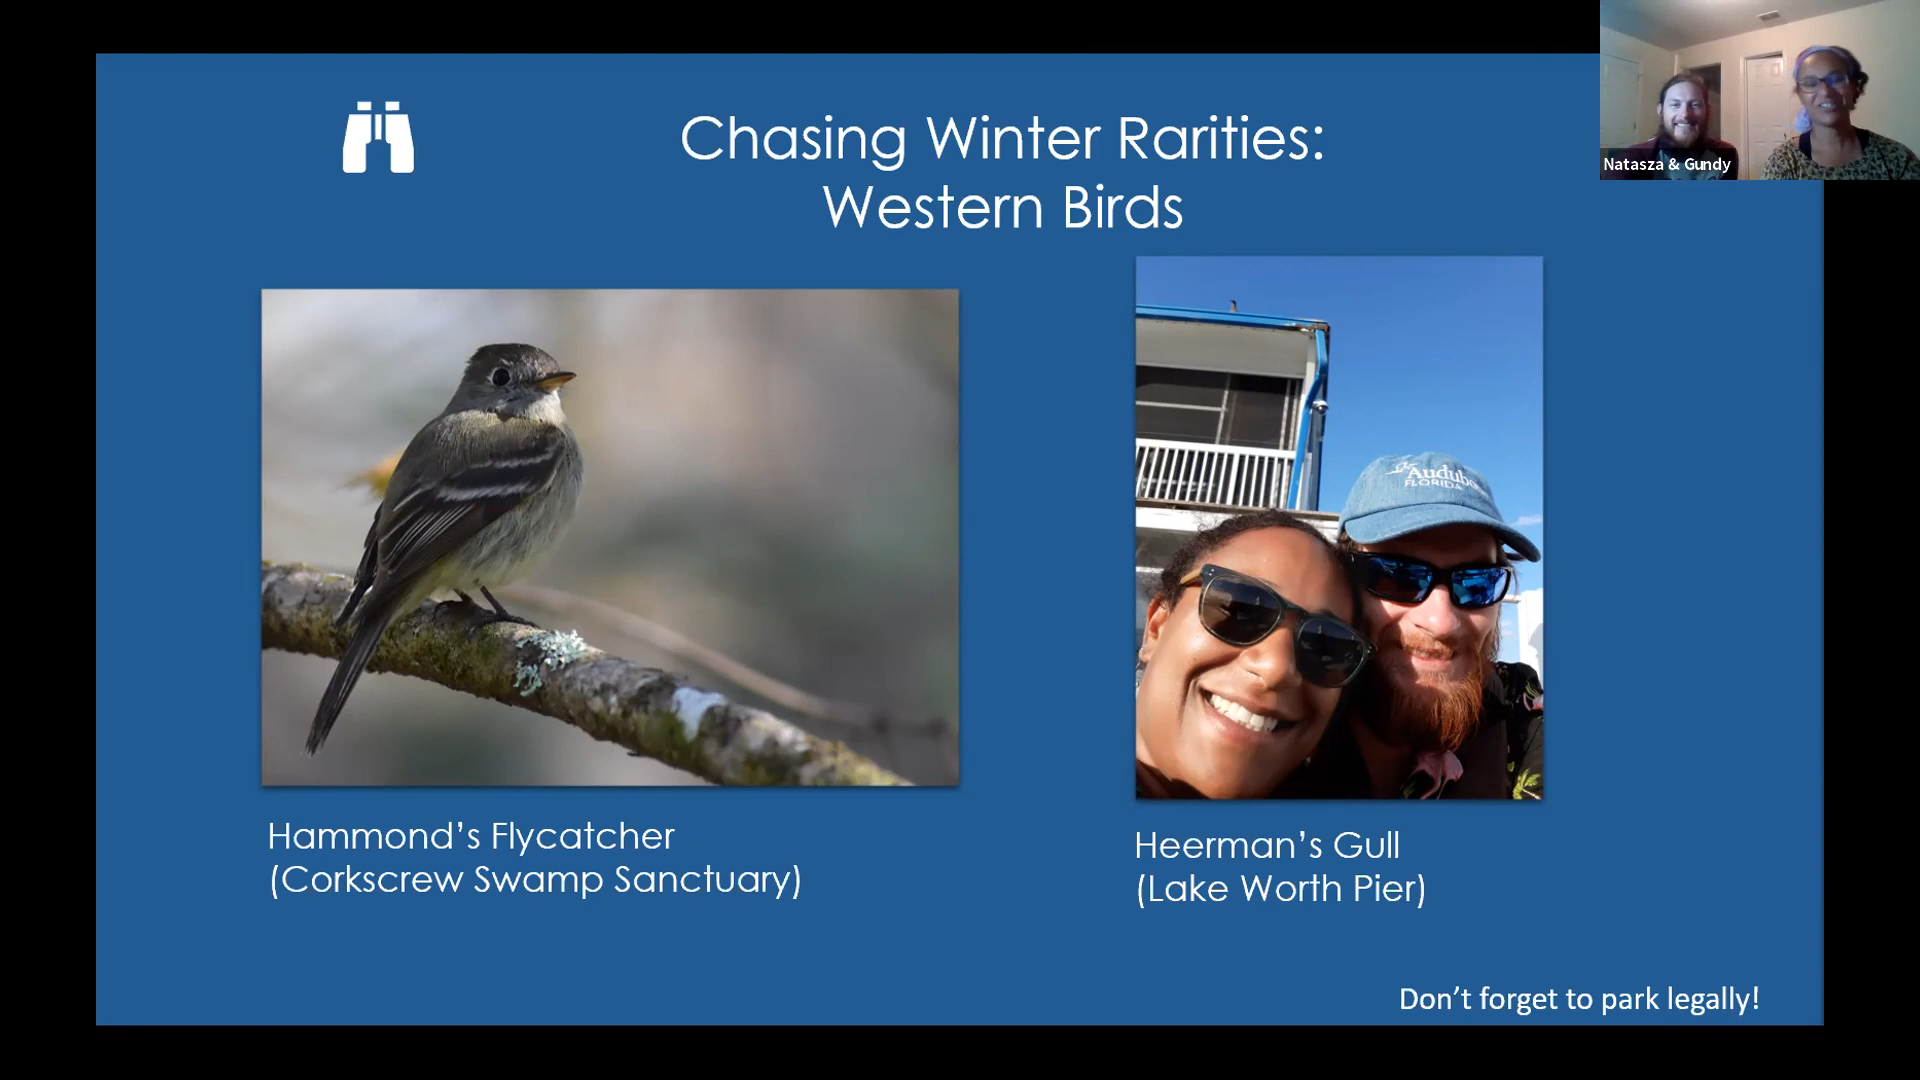 Chasing Winter Rarities:
Western Birds
Natasza & Gundy
Audubo
FLORIDA
Hammond's Flycatcher
(Corkscrew Swamp Sanctuary)
Heerman's Gull
(Lake Worth Pier)
Don't forget to park legally!